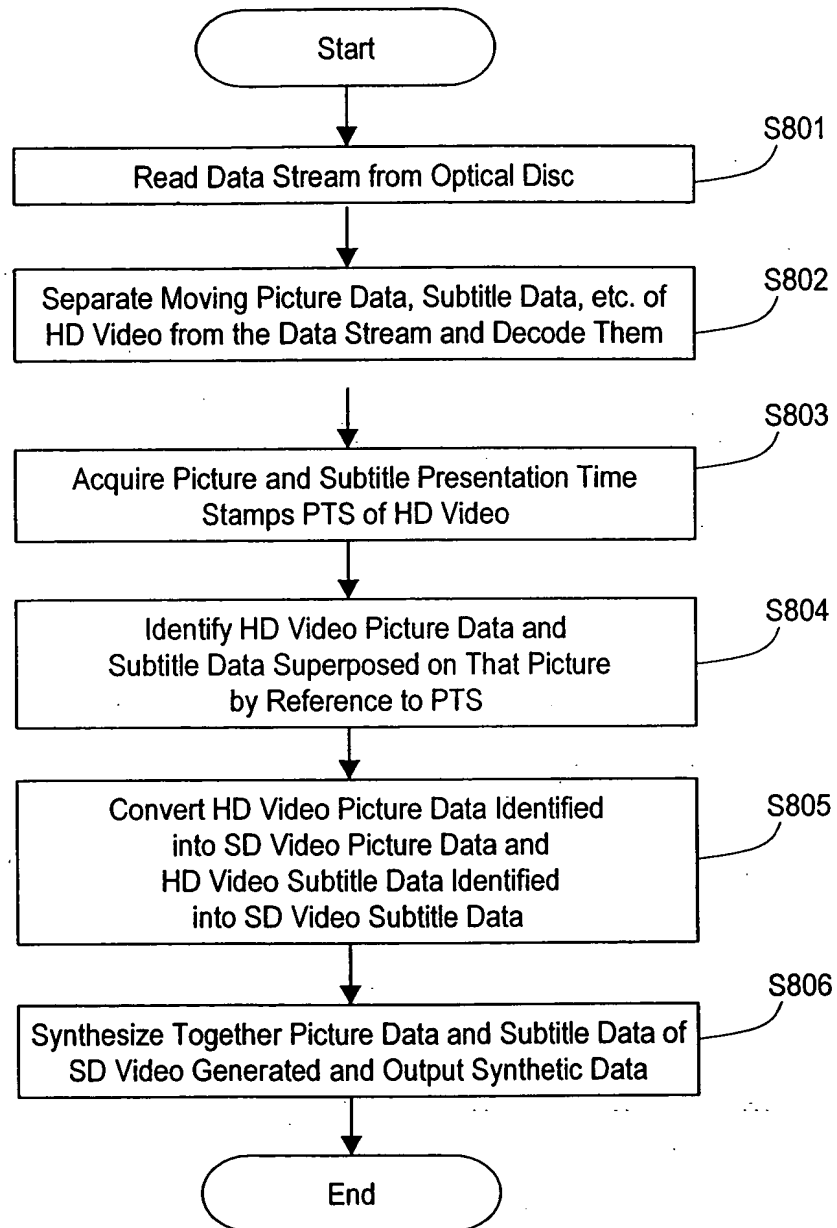 Start
S801
Read Data Stream from Optical Disc
S802
Separate Moving Picture Data, Subtitle Data, etc. of
HD Video from the Data Stream and Decode Them
S803
Acquire Picture and Subtitle Presentation Time
Stamps PTS of HD Video
S804
Identify HD Video Picture Data and
Subtitle Data Superposed on That Picture
by Reference to PTS
S805
Convert HD Video Picture Data Identified
into SD Video Picture Data and
HD Video Subtitle Data Identified
into SD Video Subtitle Data
S806
Synthesize Together Picture Data and Subtitle Data of
SD Video Generated and Output Synthetic Data
End